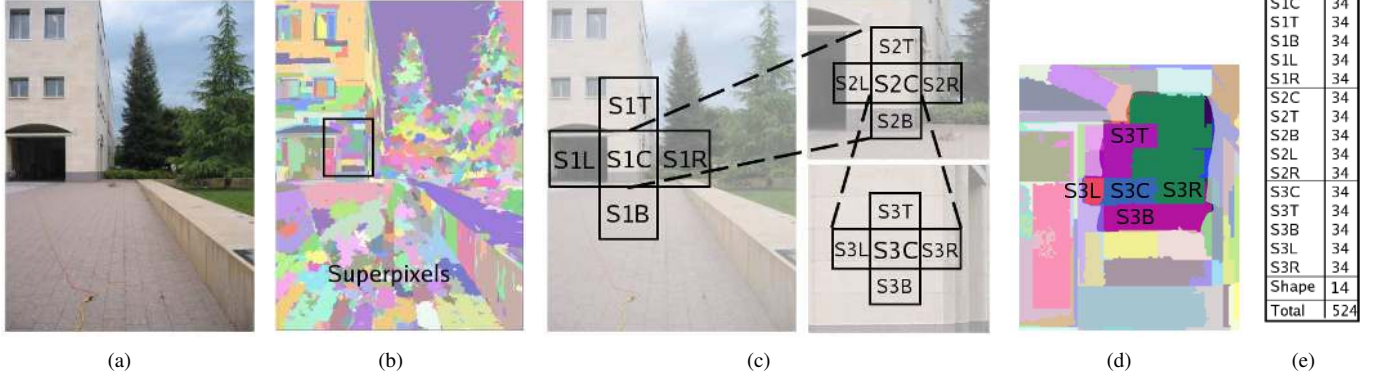 Superpixels
S1T
S1L S1C S1R
S1B
S2T
S2L S2C S2R
S2B
S3T
S3L S3C S3R
S3B
S3T
S3L S3C S3R
S3B
S1C 34
S1T 34
S1B 34
S1L 34
S1R 34
S2C 34
S2T 34
S2B 34
S2L 34
S2R 34
S3C 34
S3T 34
S3B 34
S3L 34
S3R 34
Shape 14
Total 524
(a) (b) (c) (d) (e)